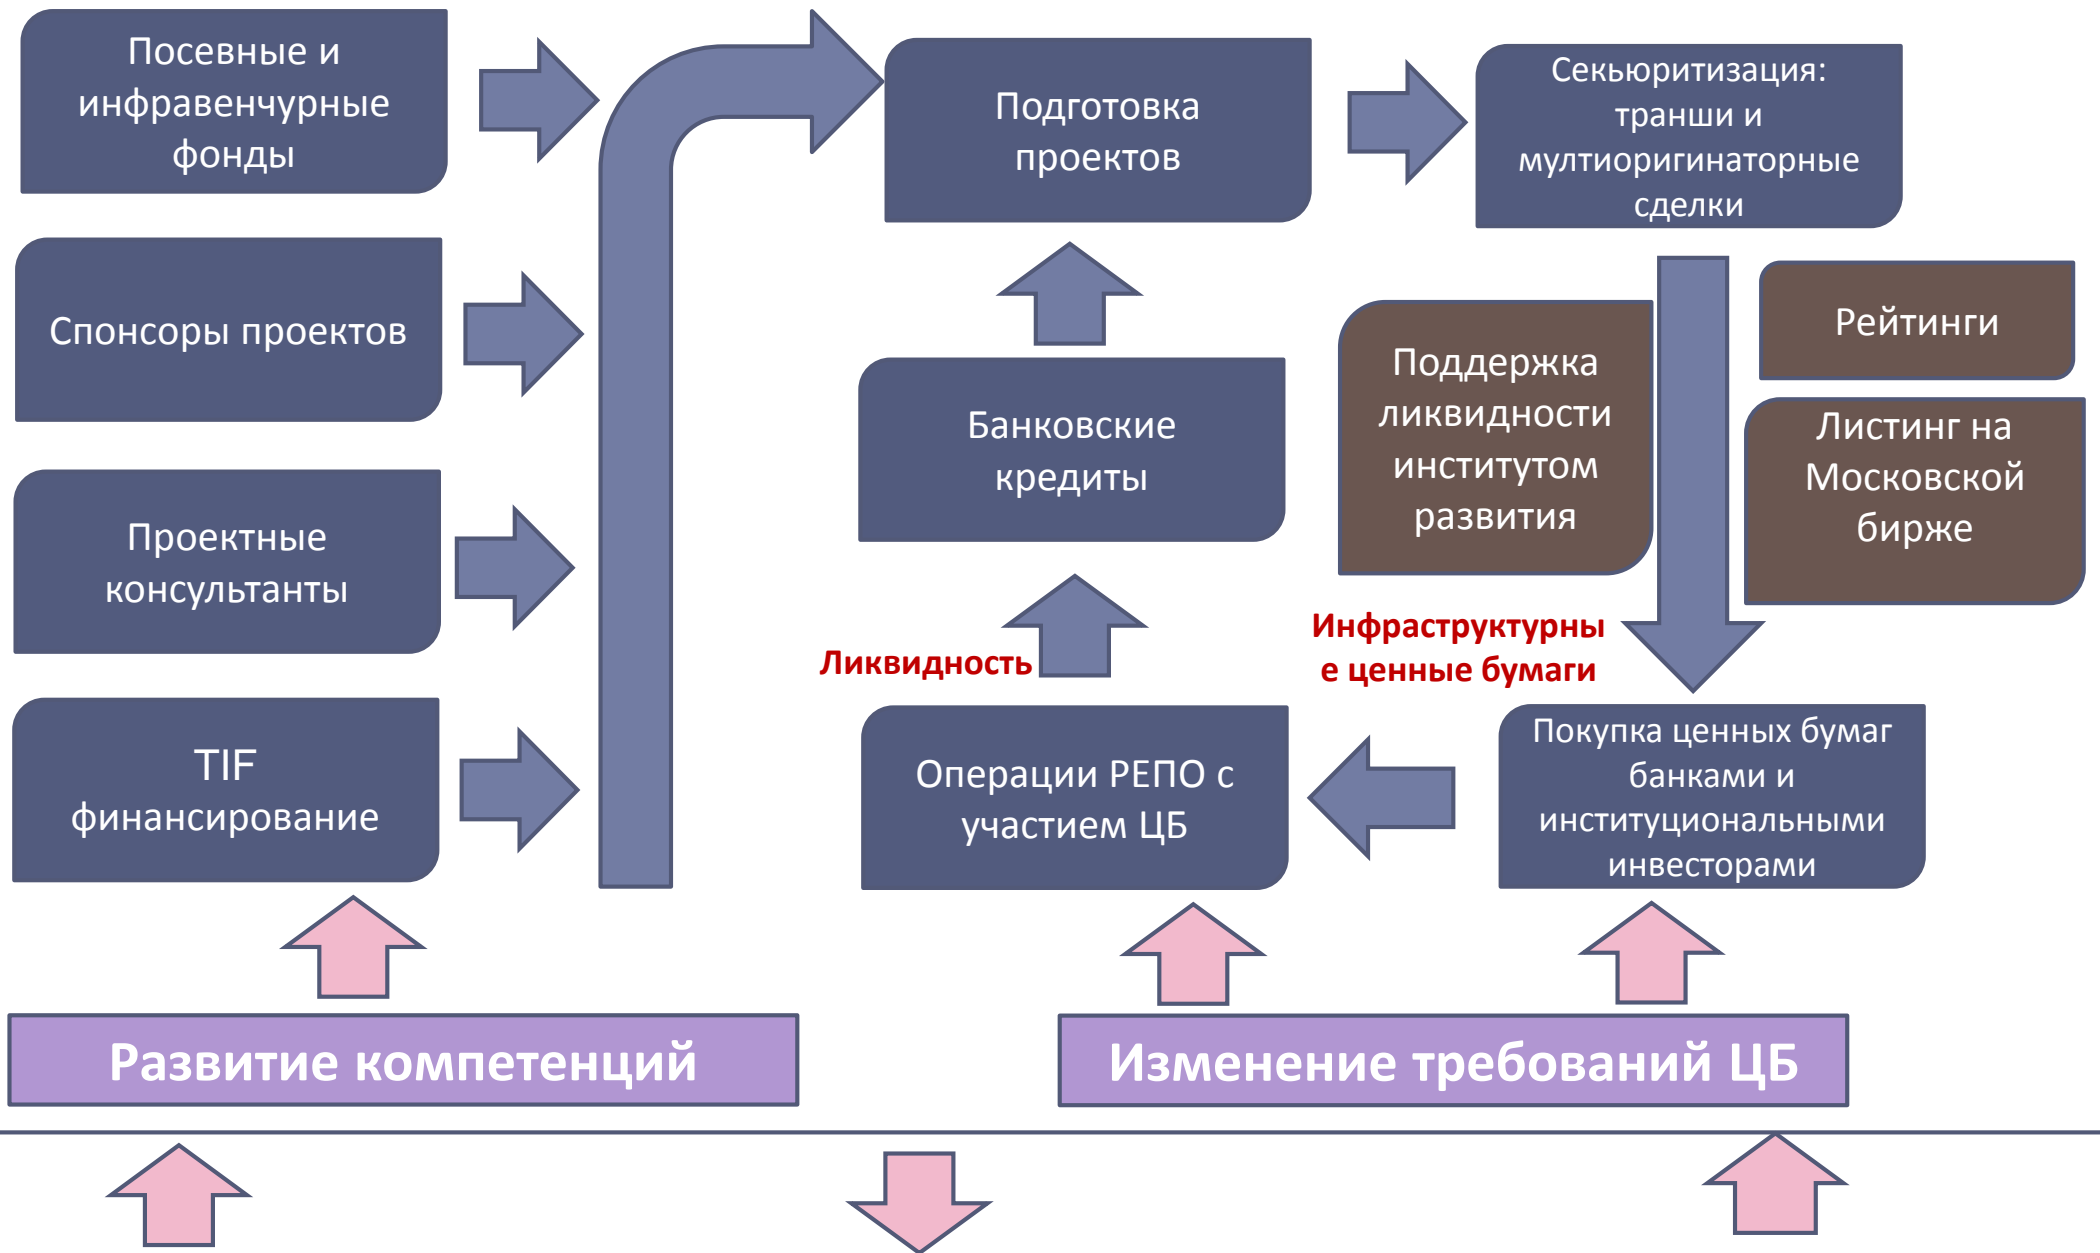 Посевные и
инфравенчурные
фонды
Спонсоры проектов
Проектные
консультанты
TIF
финансирование
Подготовка
проектов
Банковские
кредиты
Ликвидность
Операции РЕПО с
участием ЦБ
Секьюритизация:
транши и
мултиоригинаторные
сделки
Поддержка
ликвидности
институтом
развития
Рейтинги
Листинг на
Московской
бирже
Инфраструктурны
е ценные бумаги
Покупка ценных бумаг
банками и
институциональными
инвесторами
Развитие компетенций
Изменение требований ЦБ